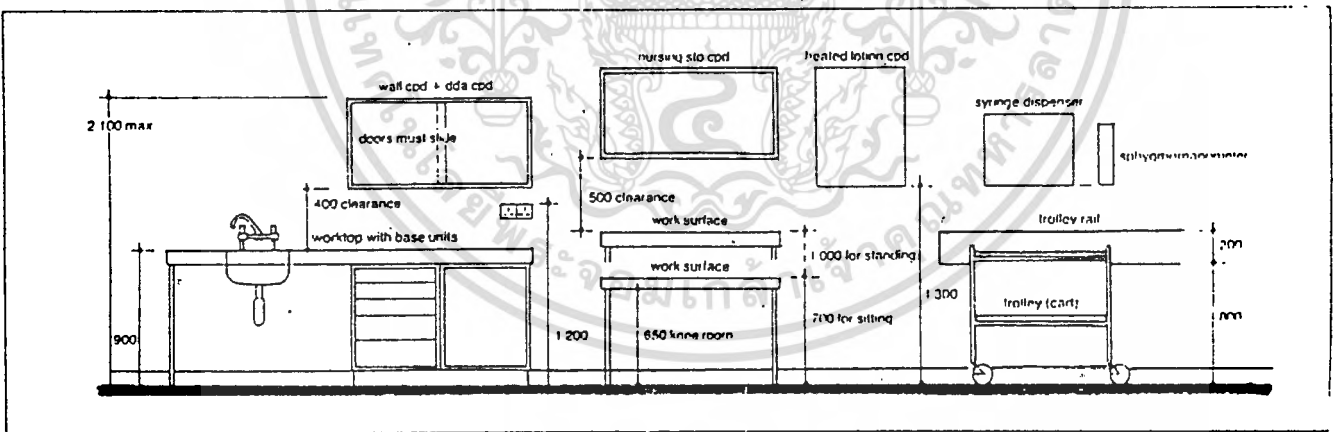 nursing sto cpd
heated lotion cpd
wall cpd + dda cpd
syringe dispenser
2 100 max
doors must slide
sphygmomanometer
400 clearance
500 clearance
work surface
trolley rail
worktop with base units
200
1 000 for standing
work surface
1 300
trolley (cart)
700 for sitting
900
1 200
650 knee room